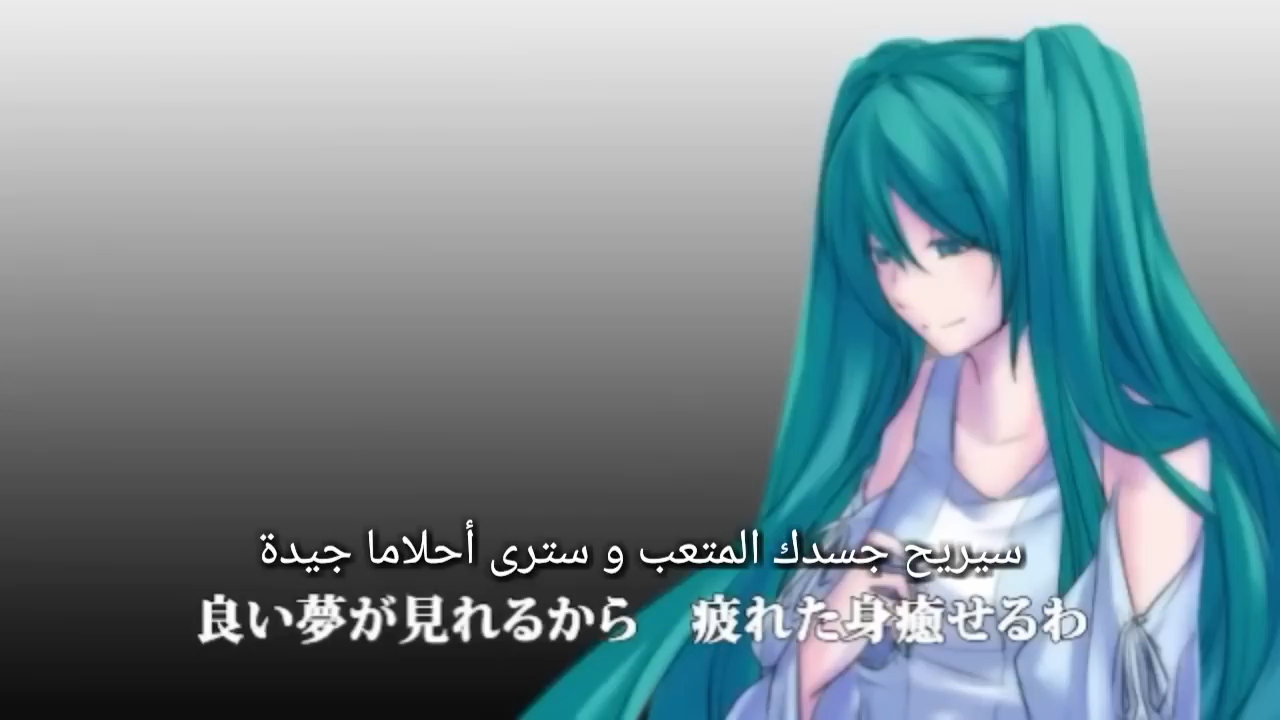 سيريح جسدك المتعب و سترى أحلاما جيدة
良い夢が見れるから　疲れた身癒せるわ